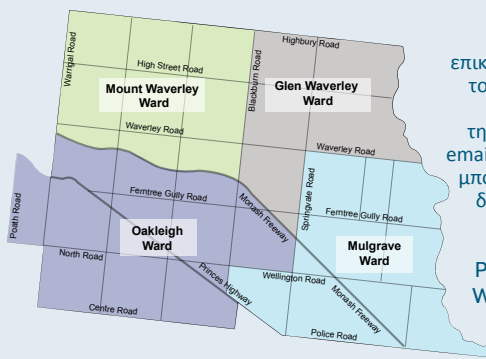 Highbury Road
Warrigal Road
High Street Road
Blackburn Road
Mount Waverley
Ward
Glen Waverley
Ward
Waverley Road
Waverley Road
Poath Road
Ferntree Gully Road
Monash Freeway
Springvale Road
Ferntree Gully Road
Oakleigh
Ward
Mulgrave
Ward
North Road
Wellington Road
Princes Highway
Monash Freeway
Centre Road
Police Road
επικ
το
τη
email
μπο
δ
P
W